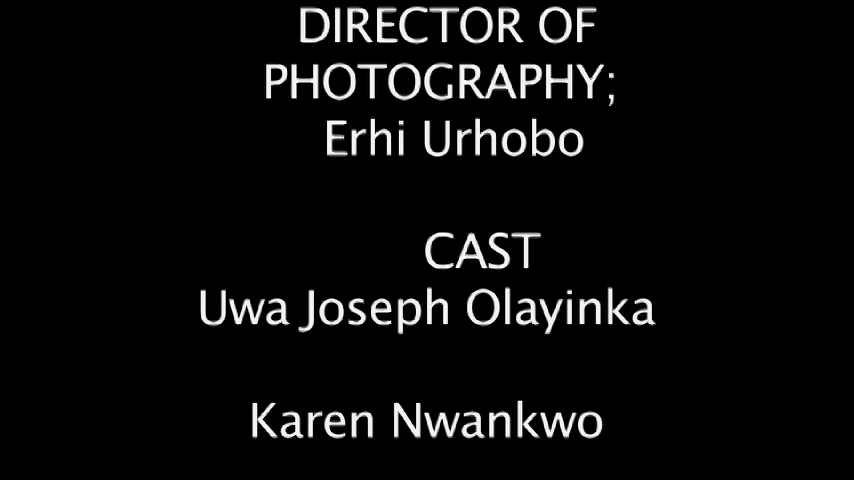 DIRECTOR OF
PHOTOGRAPHY;
Erhi Urhobo
CAST
Uwa Joseph Olayinka
Karen Nwankwo